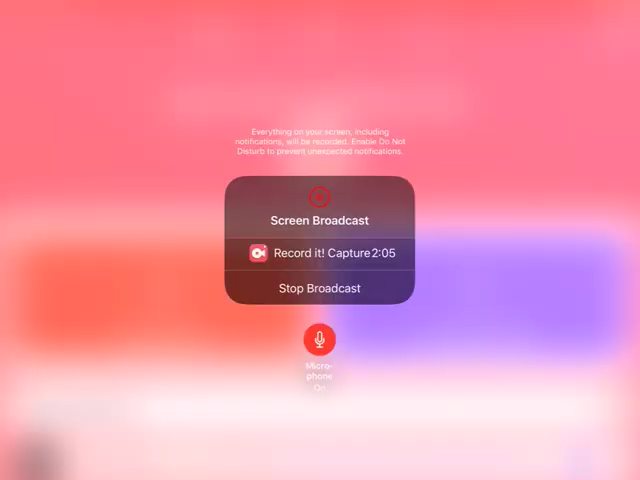 Everything on your screen, including
notifications, will be recorded. Enable Do Not
Disturb to prevent unexpected notifications.
Screen Broadcast
Record it! Capture 2:05
Stop Broadcast
Micro-
phone
On